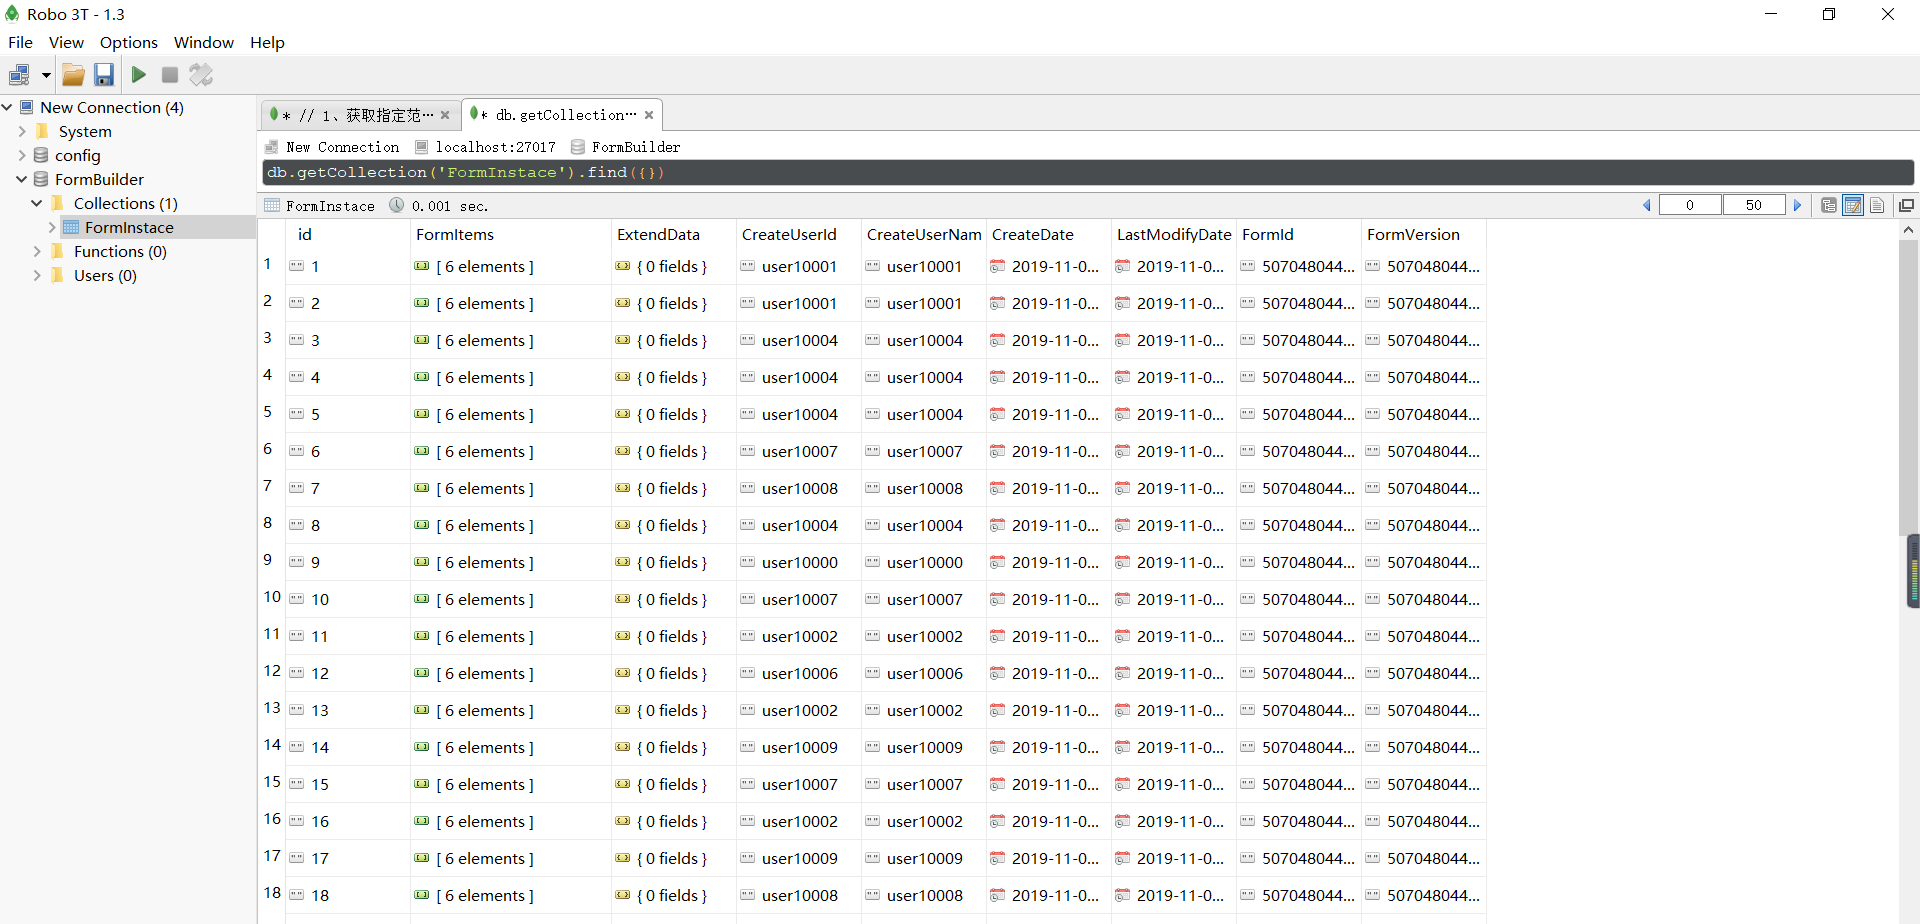 Robo 3T - 1.3
File View Options Window Help
New Connection (4)
System
config
FormBuilder
Collections (1)
FormInstace
Functions (0)
Users (0)
* // 1、获取指定范…
* db.getCollection…
New Connection localhost:27017 FormBuilder
db.getCollection('FormInstace').find({})
FormInstace 0.001 sec. 0 50
id FormItems ExtendData CreateUserId CreateUserNam CreateDate LastModifyDate FormId FormVersion
1 1 [ 6 elements ] { 0 fields } user10001 user10001 2019-11-0... 2019-11-0... 507048044... 507048044...
2 2 [ 6 elements ] { 0 fields } user10001 user10001 2019-11-0... 2019-11-0... 507048044... 507048044...
3 3 [ 6 elements ] { 0 fields } user10004 user10004 2019-11-0... 2019-11-0... 507048044... 507048044...
4 4 [ 6 elements ] { 0 fields } user10004 user10004 2019-11-0... 2019-11-0... 507048044... 507048044...
5 5 [ 6 elements ] { 0 fields } user10004 user10004 2019-11-0... 2019-11-0... 507048044... 507048044...
6 6 [ 6 elements ] { 0 fields } user10007 user10007 2019-11-0... 2019-11-0... 507048044... 507048044...
7 7 [ 6 elements ] { 0 fields } user10008 user10008 2019-11-0... 2019-11-0... 507048044... 507048044...
8 8 [ 6 elements ] { 0 fields } user10004 user10004 2019-11-0... 2019-11-0... 507048044... 507048044...
9 9 [ 6 elements ] { 0 fields } user10000 user10000 2019-11-0... 2019-11-0... 507048044... 507048044...
10 10 [ 6 elements ] { 0 fields } user10007 user10007 2019-11-0... 2019-11-0... 507048044... 507048044...
11 11 [ 6 elements ] { 0 fields } user10002 user10002 2019-11-0... 2019-11-0... 507048044... 507048044...
12 12 [ 6 elements ] { 0 fields } user10006 user10006 2019-11-0... 2019-11-0... 507048044... 507048044...
13 13 [ 6 elements ] { 0 fields } user10002 user10002 2019-11-0... 2019-11-0... 507048044... 507048044...
14 14 [ 6 elements ] { 0 fields } user10009 user10009 2019-11-0... 2019-11-0... 507048044... 507048044...
15 15 [ 6 elements ] { 0 fields } user10007 user10007 2019-11-0... 2019-11-0... 507048044... 507048044...
16 16 [ 6 elements ] { 0 fields } user10002 user10002 2019-11-0... 2019-11-0... 507048044... 507048044...
17 17 [ 6 elements ] { 0 fields } user10009 user10009 2019-11-0... 2019-11-0... 507048044... 507048044...
18 18 [ 6 elements ] { 0 fields } user10008 user10008 2019-11-0... 2019-11-0... 507048044... 507048044...